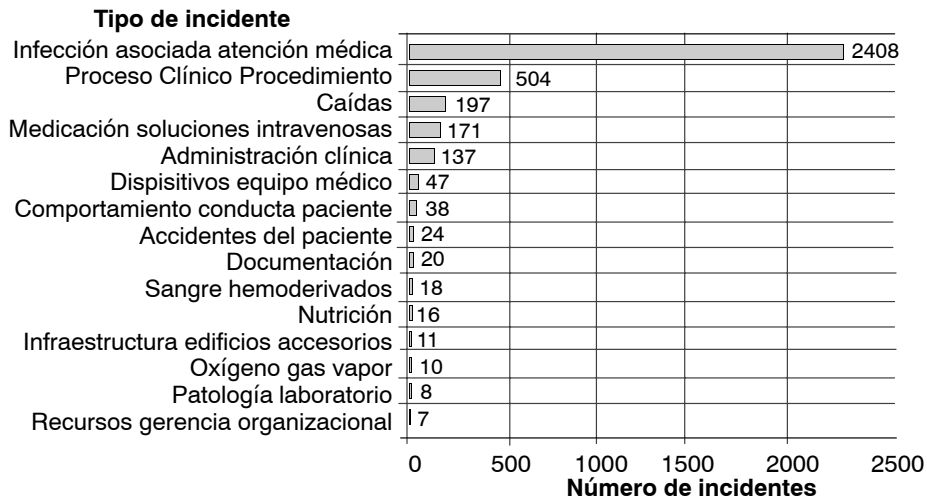 Tipo de incidente
Infección asociada atención médica 2408
Proceso Clínico Procedimiento 504
Caídas 197
Medicación soluciones intravenosas 171
Administración clínica 137
Dispisitivos equipo médico 47
Comportamiento conducta paciente 38
Accidentes del paciente 24
Documentación 20
Sangre hemoderivados 18
Nutrición 16
Infraestructura edificios accesorios 11
Oxígeno gas vapor 10
Patología laboratorio 8
Recursos gerencia organizacional 7
0 500 1000 1500 2000 2500
Número de incidentes